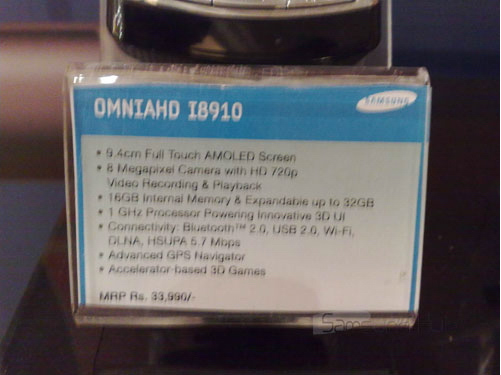 OMNIAHD I8910
SAMSUNG
• 9.4cm Full Touch AMOLED Screen
• 8 Megapixel Camera with HD 720p
Video Recording & Playback
• 16GB Internal Memory & Expandable up to 32GB
• 1 GHz Processor Powering Innovative 3D UI
• Connectivity: Bluetooth™ 2.0, USB 2.0, Wi-Fi,
DLNA, HSUPA 5.7 Mbps
• Advanced GPS Navigator
• Accelerator-based 3D Games
MRP Rs. 33,990/-